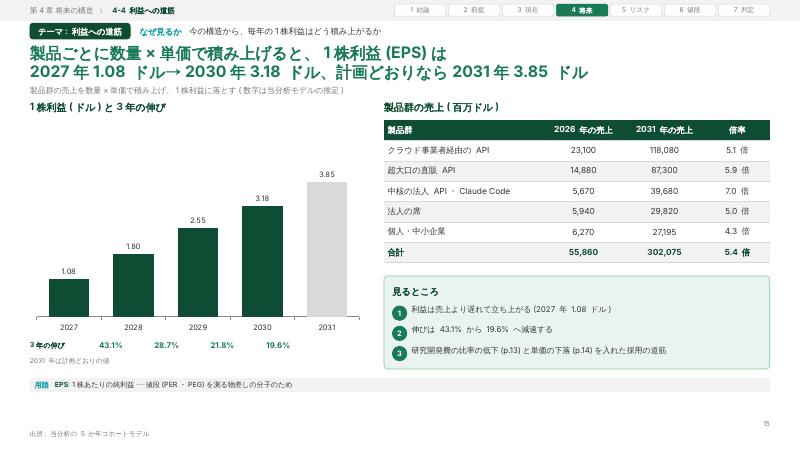 第 4 章 将来の構造 › 4-4 利益への道筋
1 結論 2 前提 3 現在 4 将来 5 リスク 6 値段 7 判定
テーマ: 利益への道筋 なぜ見るか 今の構造から、毎年の 1 株利益はどう積み上がるか
製品ごとに数量 × 単価で積み上げると、 1 株利益 (EPS) は
2027 年 1.08 ドル→ 2030 年 3.18 ドル、計画どおりなら 2031 年 3.85 ドル
製品群の売上を数量 × 単価で積み上げ、 1 株利益に落とす ( 数字は当分析モデルの推定 )
1 株利益 ( ドル ) と 3 年の伸び
1.08
1.80
2.55
3.18
3.85
2027 2028 2029 2030 2031
3 年の伸び 43.1% 28.7% 21.8% 19.6%
2031 年は計画どおりの値
製品群の売上 ( 百万ドル )
製品群 2026 年の売上 2031 年の売上 倍率
クラウド事業者経由の API 23,100 118,080 5.1 倍
超大口の直販 API 14,880 87,300 5.9 倍
中核の法人 API ・ Claude Code 5,670 39,680 7.0 倍
法人の席 5,940 29,820 5.0 倍
個人・中小企業 6,270 27,195 4.3 倍
合計 55,860 302,075 5.4 倍
見るところ
1 利益は売上より遅れて立ち上がる (2027 年 1.08 ドル )
2 伸びは 43.1% から 19.6% へ減速する
3 研究開発費の比率の低下 (p.13) と単価の下落 (p.14) を入れた採用の道筋
用語 EPS: 1 株あたりの純利益 — 値段 (PER ・ PEG) を測る物差しの分子のため
15
出所: 当分析の 5 か年コホートモデル